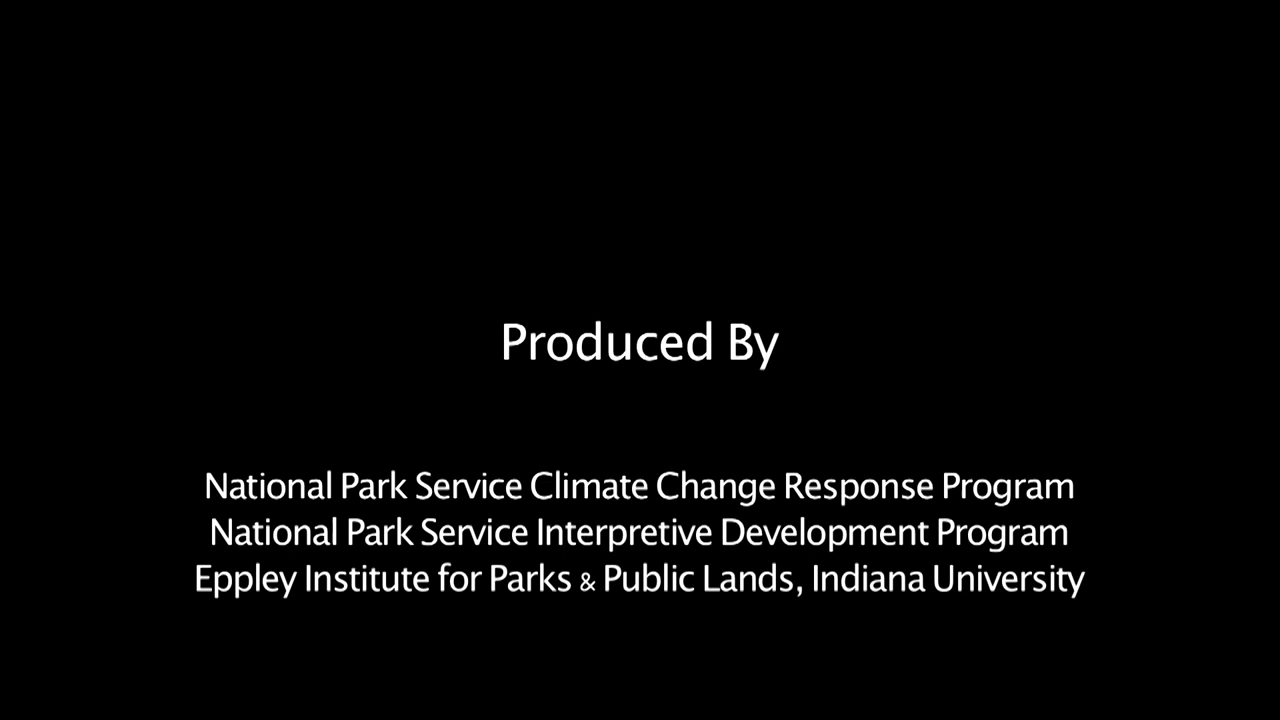 Produced By
National Park Service Climate Change Response Program
National Park Service Interpretive Development Program
Eppley Institute for Parks & Public Lands, Indiana University